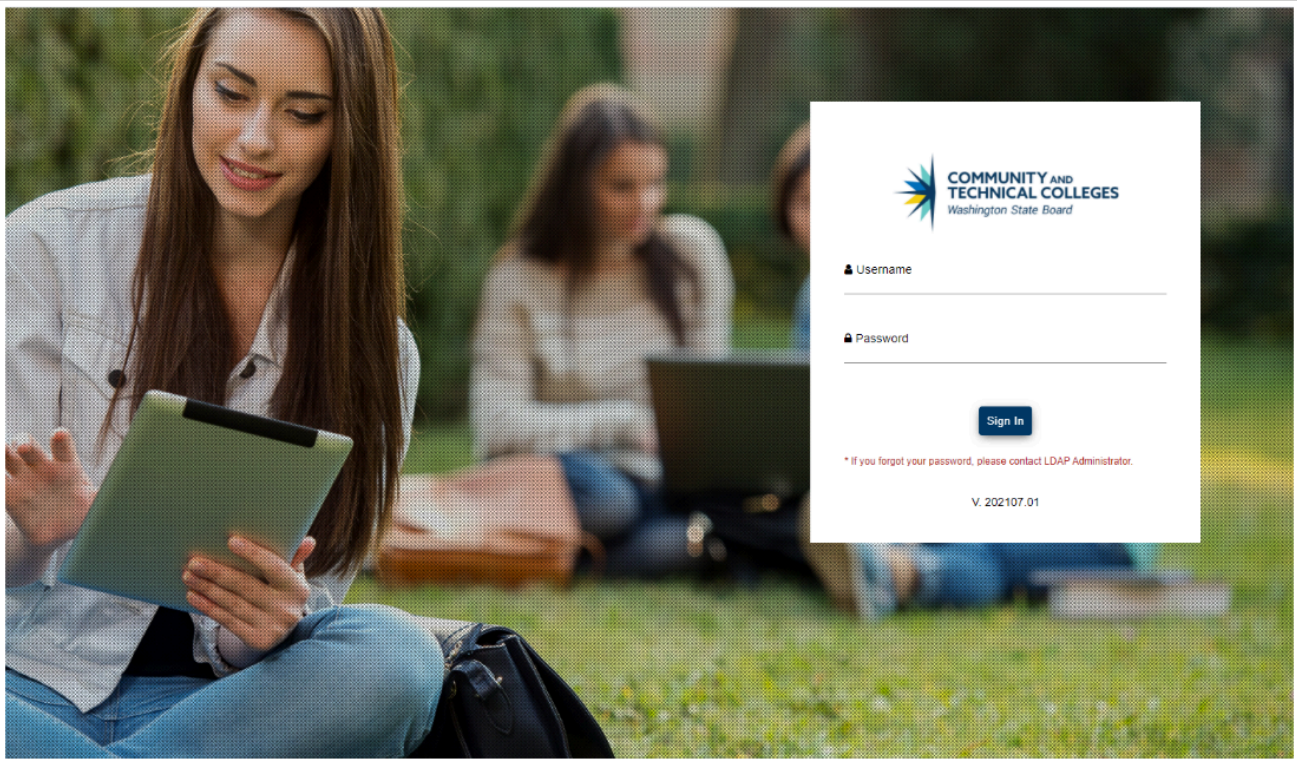 COMMUNITY AND
TECHNICAL COLLEGES
Washington State Board
Username
Password
Sign In
* If you forgot your password, please contact LDAP Administrator.
V. 202107.01